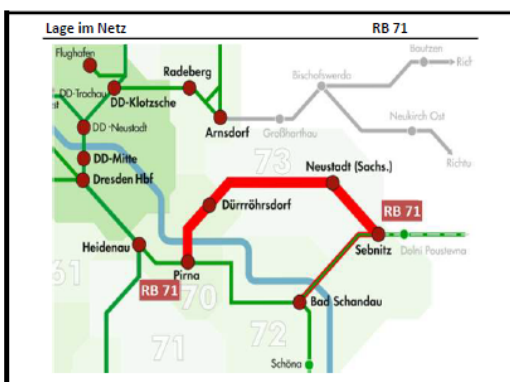 Lage im Netz RB 71
Flughafen
Bautzen
Radeberg
Bischofswerda
DD-Trachau
DD-Klotzsche
Neukirch Ost
DD-Neustadt
Arnsdorf
Großharthau
DD-Mitte
73
Neustadt (Sachs.)
Dresden Hbf
Dürrröhrsdorf
RB 71
Heidenau
Sebnitz
Dolni Poustevna
61
Pirna
RB 71
70
Bad Schandau
72
71
Schöna